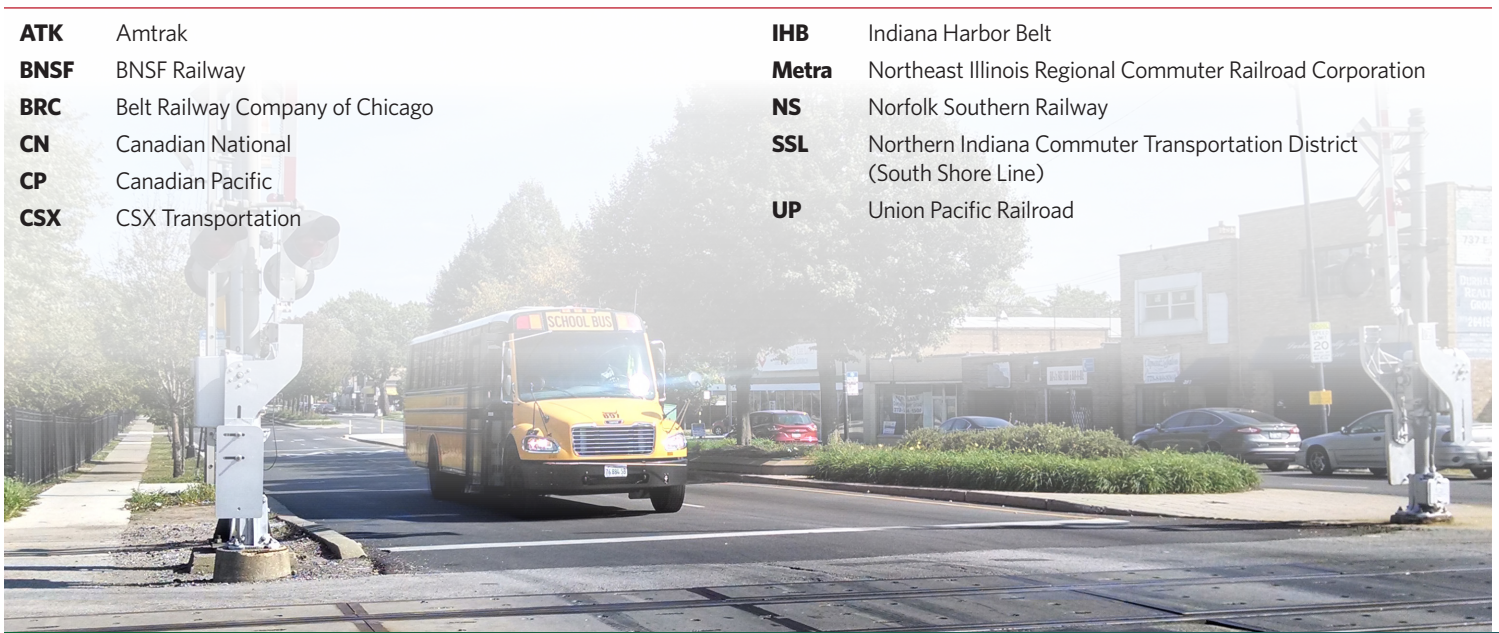 ATK Amtrak
BNSF BNSF Railway
BRC Belt Railway Company of Chicago
CN Canadian National
CP Canadian Pacific
CSX CSX Transportation
IHB Indiana Harbor Belt
Metra Northeast Illinois Regional Commuter Railroad Corporation
NS Norfolk Southern Railway
SSL Northern Indiana Commuter Transportation District
(South Shore Line)
UP Union Pacific Railroad
SCHOOL BUS
20